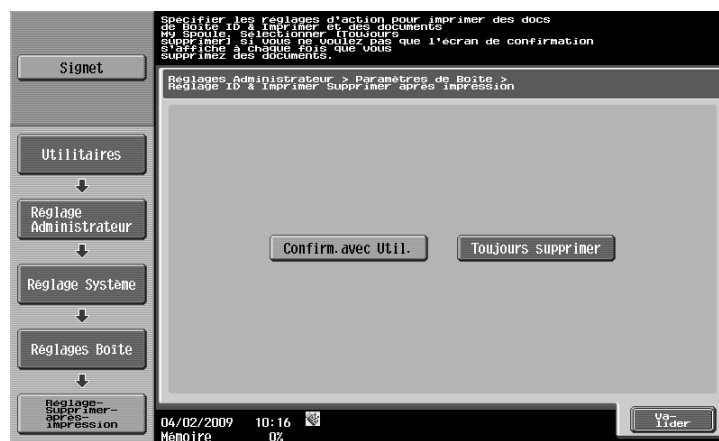 Spécifier les réglages d'action pour imprimer des docs
de Boîte ID & Imprimer et des documents
My Spoule. Sélectionner [Toujours
supprimer] si vous ne voulez pas que l'écran de confirmation
s'affiche à chaque fois que vous
supprimez des documents.
Signet
Réglages Administrateur > Paramètres de Boîte >
Réglage ID & Imprimer Supprimer après impression
Utilitaires
Réglage
Administrateur
Confirm.avec Util.
Toujours supprimer
Réglage Système
Réglages Boîte
Réglage-
Supprimer-
après-
impression
Va-
lider
04/02/2009 10:16
Mémoire 0%